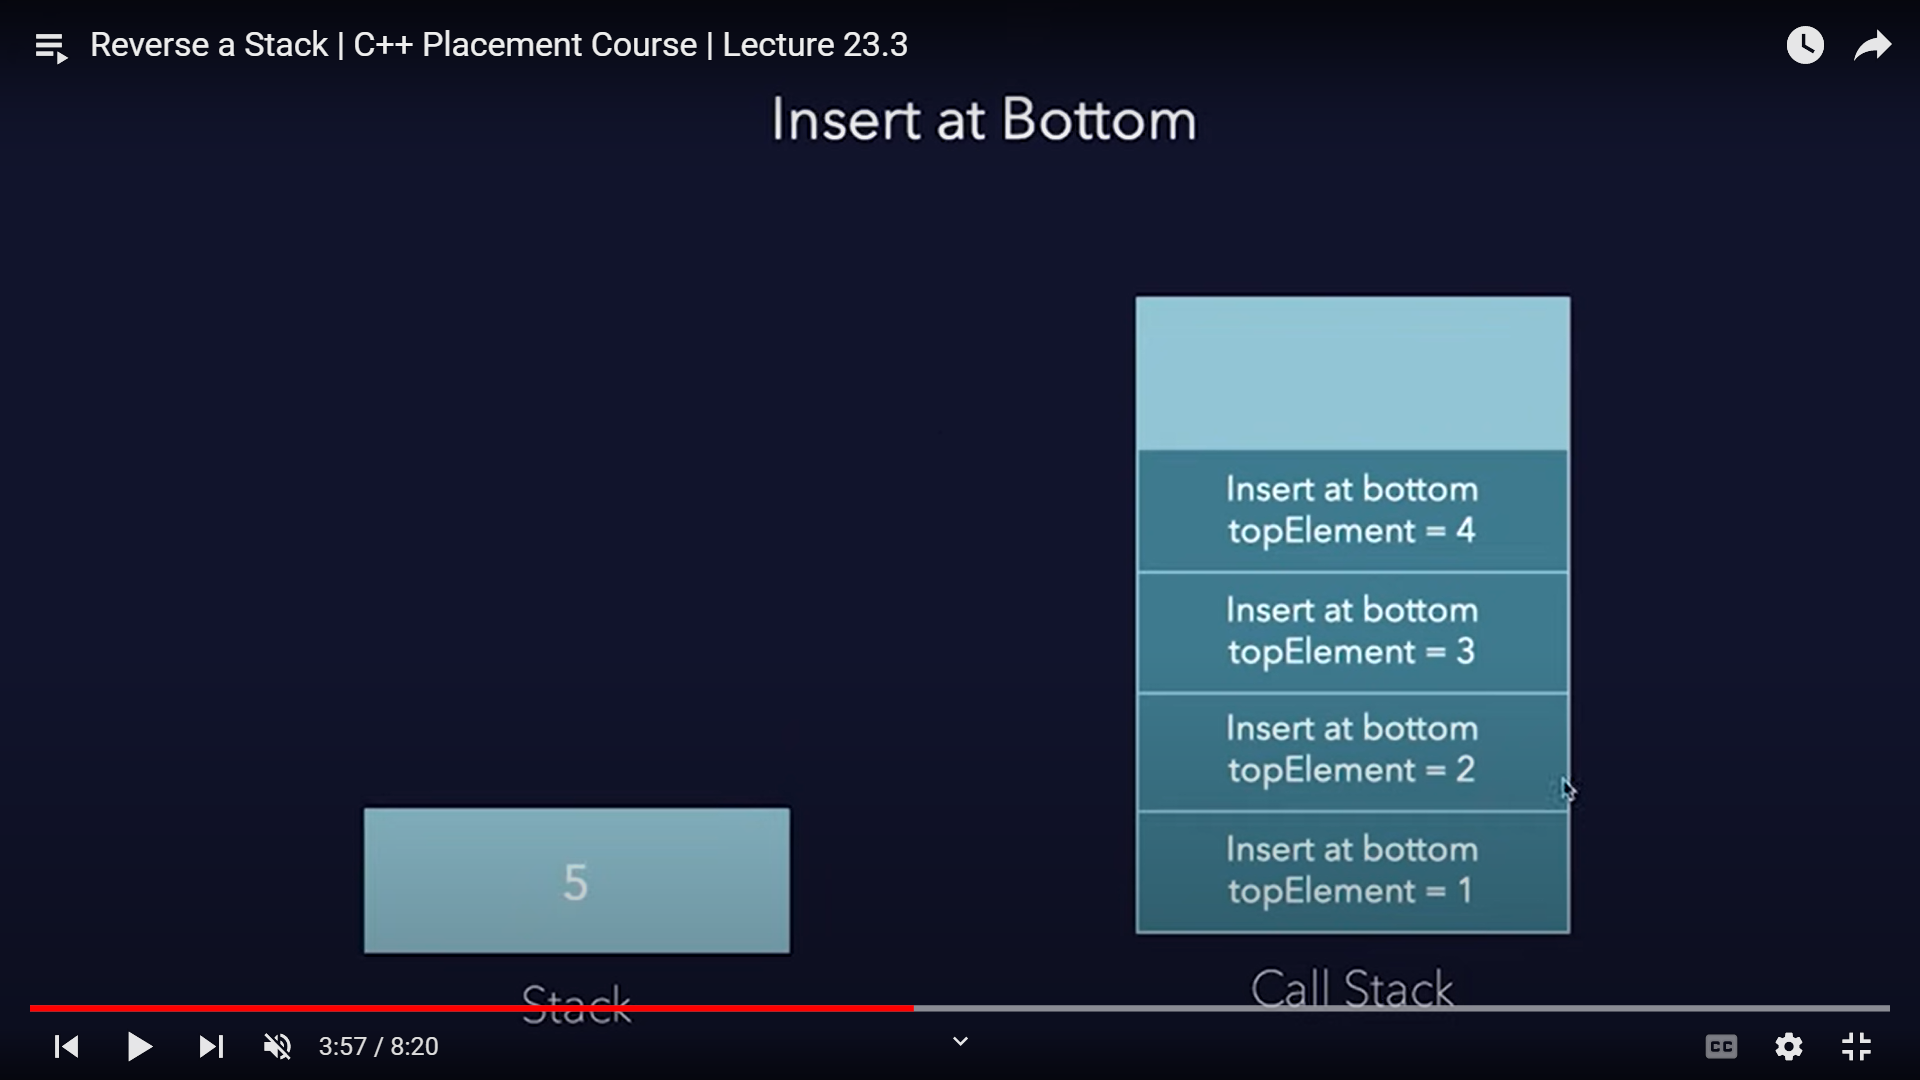 Reverse a Stack | C++ Placement Course | Lecture 23.3
Insert at Bottom
Insert at bottom
topElement = 4
Insert at bottom
topElement = 3
Insert at bottom
topElement = 2
Insert at bottom
topElement = 1
5
Stack
Call Stack
3:57 / 8:20
CC